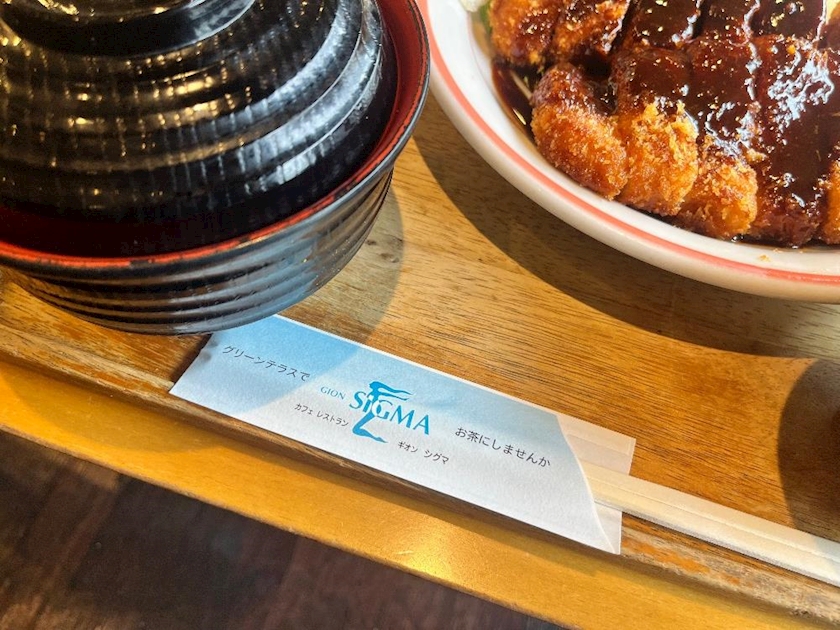 グリーンテラスで
GION SIGMA
カフェ レストラン
ギオン シグマ
お茶にしませんか